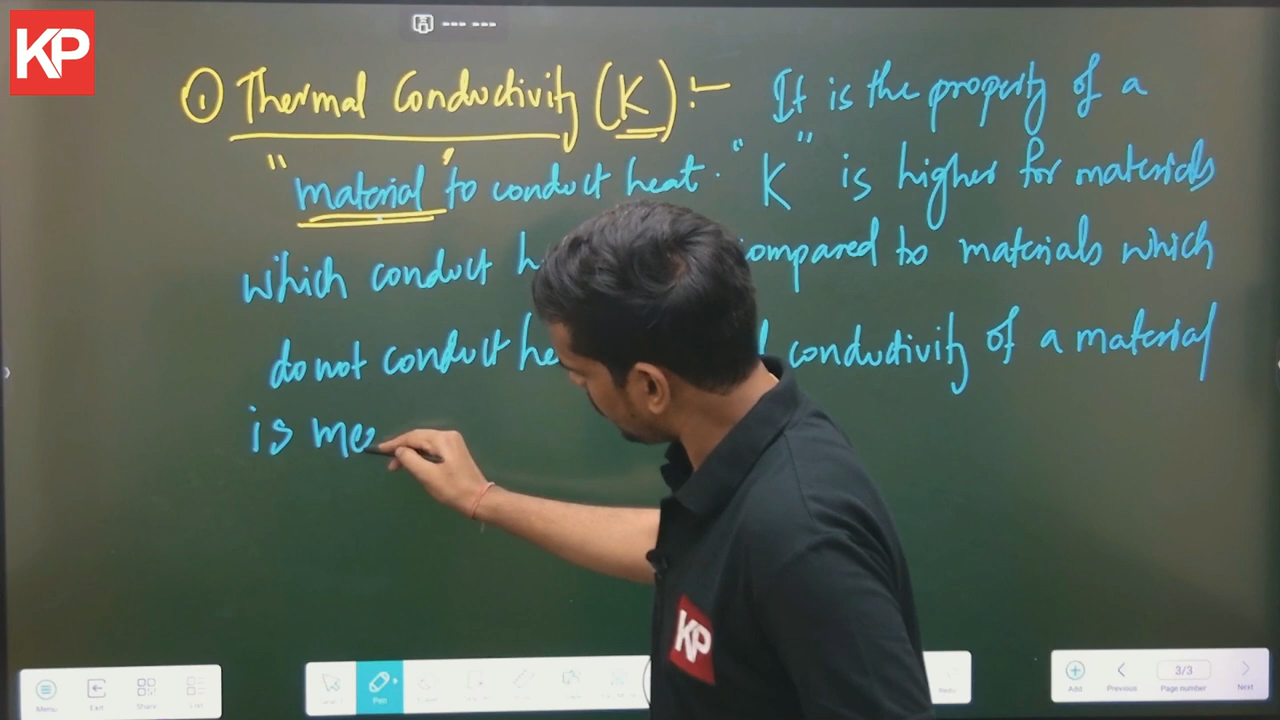 KP
① Thermal Conductivity (K) :- It is the property of a
"material" to conduct heat. "K" is higher for materials
which conduct h compared to materials which
do not conduct he conductivity of a material
is mea
KP
Menu Exit Share List Pen Add Previous 3/3 Page number Next